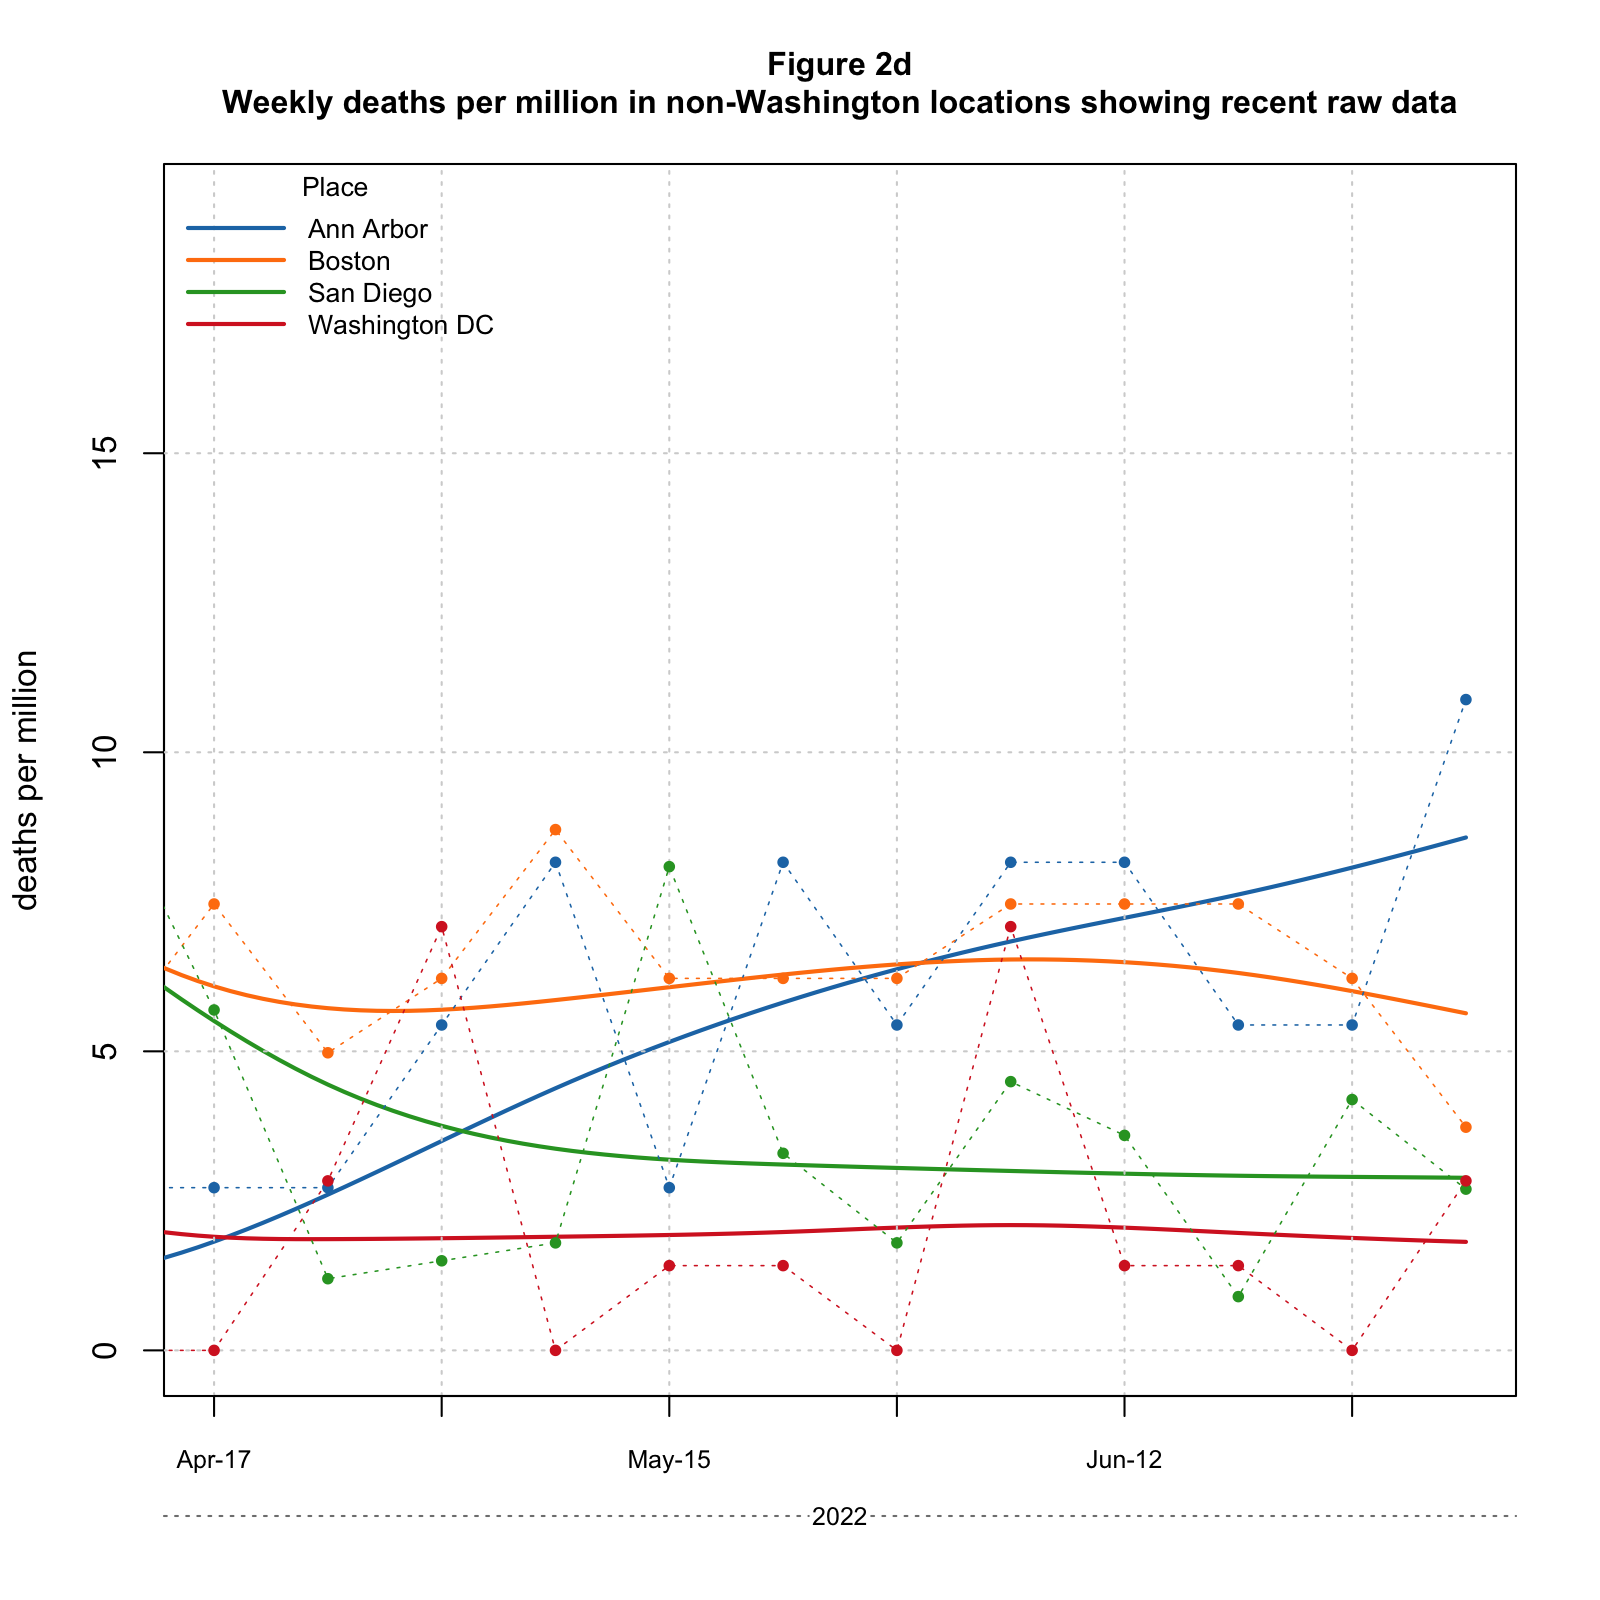 Figure 2d
Weekly deaths per million in non-Washington locations showing recent raw data
Place
Ann Arbor
Boston
San Diego
Washington DC
deaths per million
15
10
5
0
Apr-17
May-15
Jun-12
2022